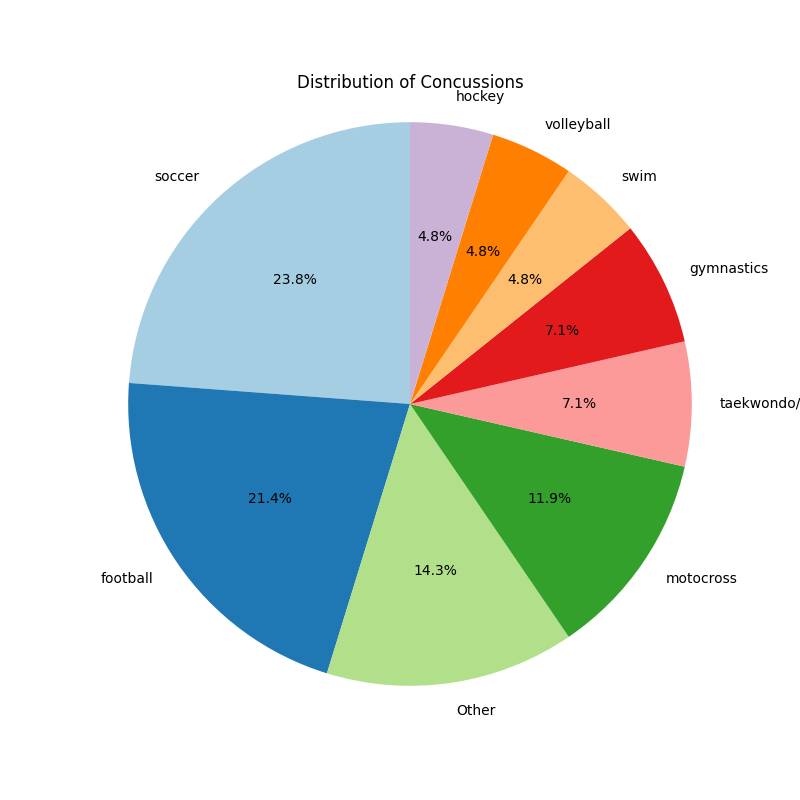 Distribution of Concussions
hockey
volleyball
swim
soccer
gymnastics
taekwondo/
motocross
Other
football
4.8%
4.8%
4.8%
23.8%
7.1%
7.1%
11.9%
14.3%
21.4%